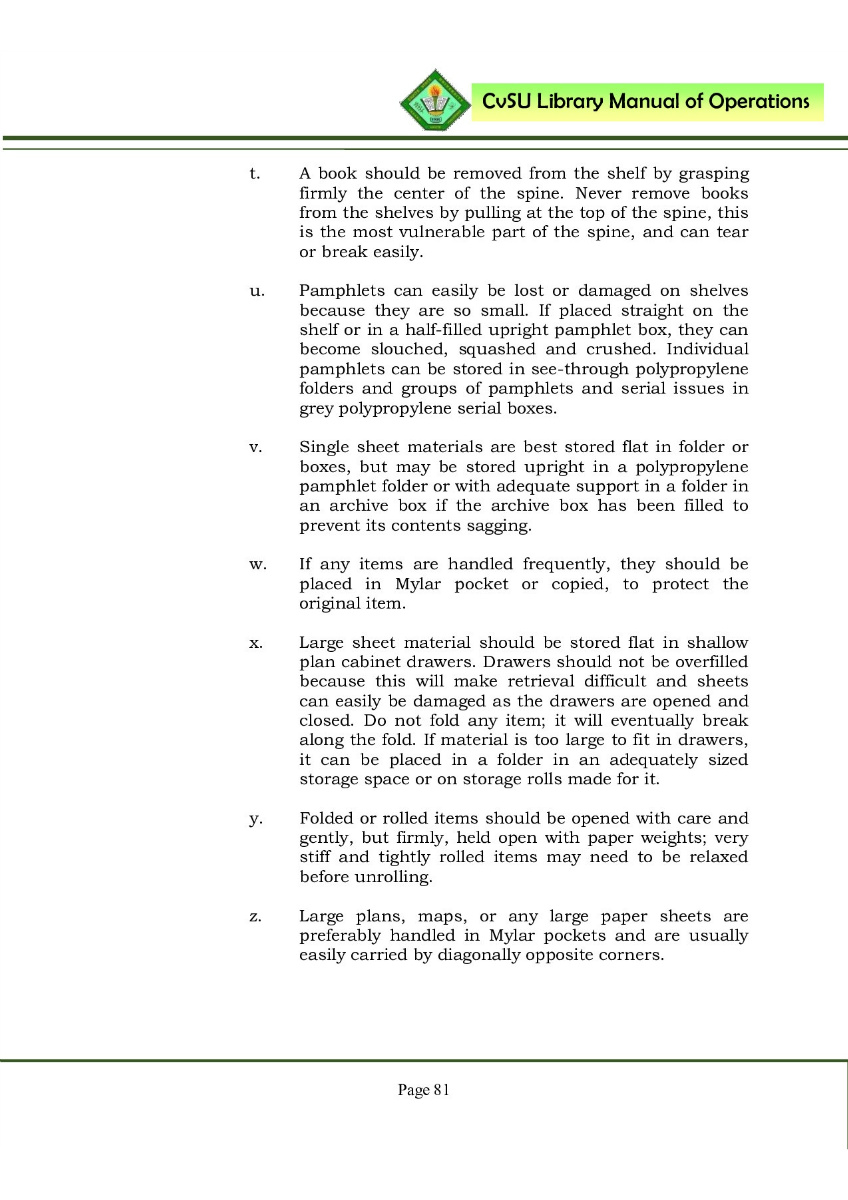 CvSU Library Manual of Operations
t. A book should be removed from the shelf by grasping
firmly the center of the spine. Never remove books
from the shelves by pulling at the top of the spine, this
is the most vulnerable part of the spine, and can tear
or break easily.
u. Pamphlets can easily be lost or damaged on shelves
because they are so small. If placed straight on the
shelf or in a half-filled upright pamphlet box, they can
become slouched, squashed and crushed. Individual
pamphlets can be stored in see-through polypropylene
folders and groups of pamphlets and serial issues in
grey polypropylene serial boxes.
v. Single sheet materials are best stored flat in folder or
boxes, but may be stored upright in a polypropylene
pamphlet folder or with adequate support in a folder in
an archive box if the archive box has been filled to
prevent its contents sagging.
w. If any items are handled frequently, they should be
placed in Mylar pocket or copied, to protect the
original item.
x. Large sheet material should be stored flat in shallow
plan cabinet drawers. Drawers should not be overfilled
because this will make retrieval difficult and sheets
can easily be damaged as the drawers are opened and
closed. Do not fold any item; it will eventually break
along the fold. If material is too large to fit in drawers,
it can be placed in a folder in an adequately sized
storage space or on storage rolls made for it.
y. Folded or rolled items should be opened with care and
gently, but firmly, held open with paper weights; very
stiff and tightly rolled items may need to be relaxed
before unrolling.
z. Large plans, maps, or any large paper sheets are
preferably handled in Mylar pockets and are usually
easily carried by diagonally opposite corners.
Page 81